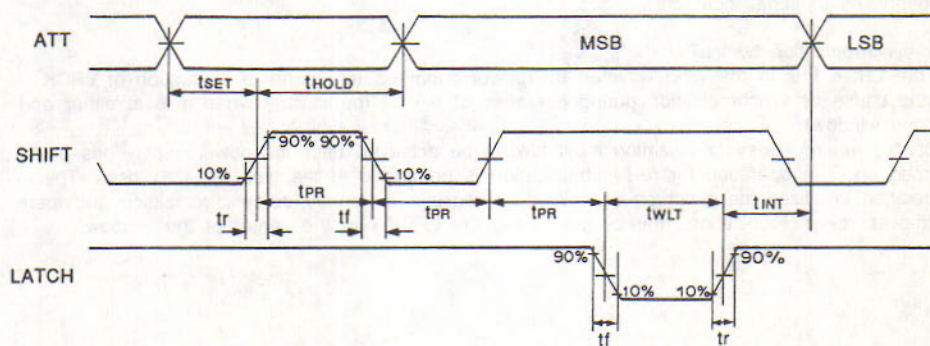 ATT MSB LSB
tSET tHOLD
SHIFT 90% 90%
10% 10%
tPR
tr tf tPR tPR tWLT tINT
LATCH 90% 90%
10% 10%
tf tr